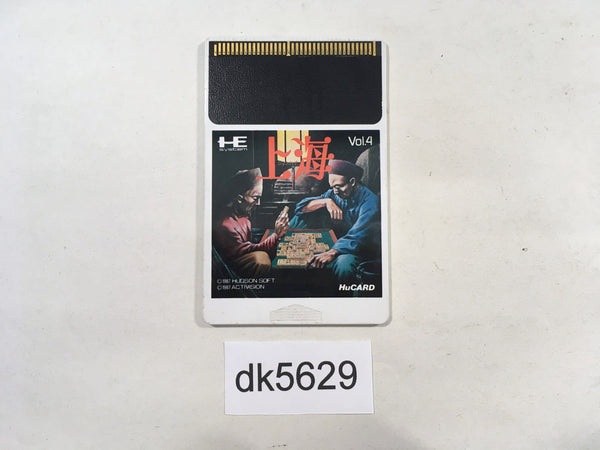 HE
system
Vol.4
上海
©1987 HUDSON SOFT
©1987 ACTIVISION
HuCARD
dk5629